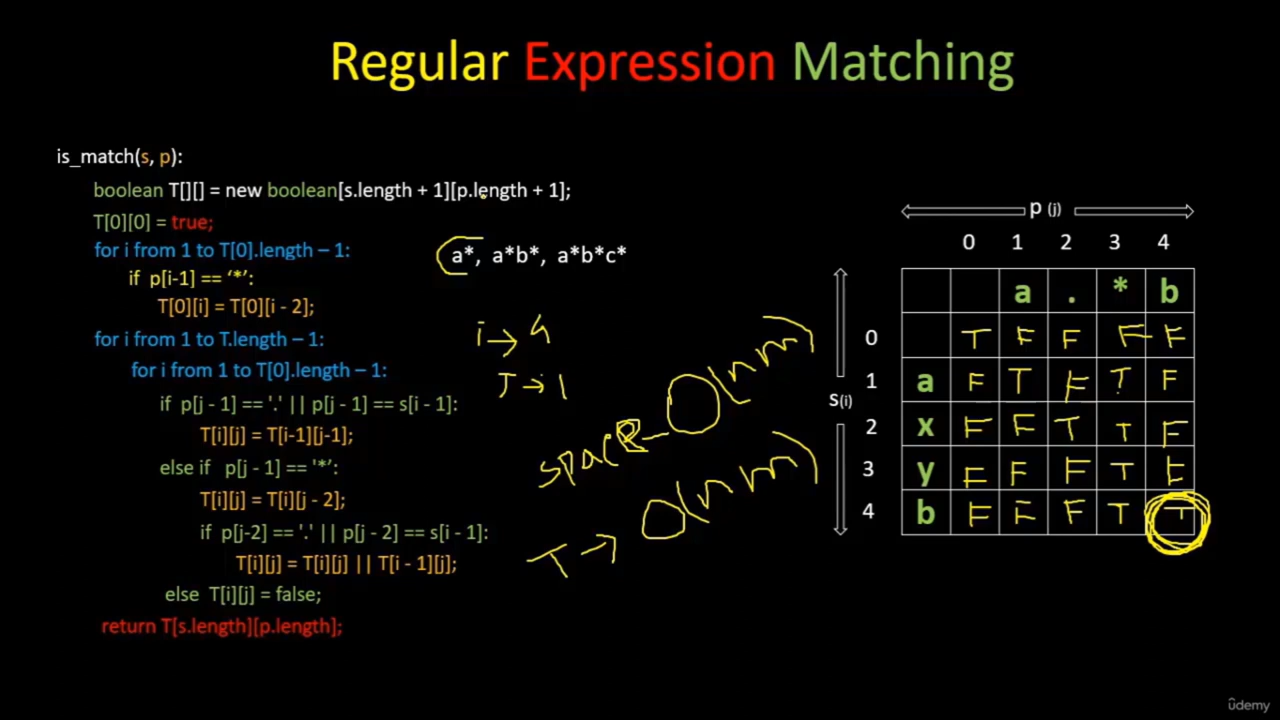 Regular Expression Matching
is_match(s, p):
boolean T[][] = new boolean[s.length + 1][p.length + 1];
T[0][0] = true;
for i from 1 to T[0].length – 1:
if p[i-1] == ‘*’:
T[0][i] = T[0][i - 2];
for i from 1 to T.length – 1:
for i from 1 to T[0].length – 1:
if p[j - 1] == '.' || p[j - 1] == s[i - 1]:
T[i][j] = T[i-1][j-1];
else if p[j - 1] == '*':
T[i][j] = T[i][j - 2];
if p[j-2] == '.' || p[j - 2] == s[i - 1]:
T[i][j] = T[i][j] || T[i - 1][j];
else T[i][j] = false;
return T[s.length][p.length];
a*, a*b*, a*b*c*
i → 4
J → 1
space – O(nm)
T → O(nm)
p (j)
0 1 2 3 4
a . * b
0 T F F F F
s(i)
1 a F T F T F
2 x F F T T F
3 y F F F T F
4 b F F F T T
ûdemy